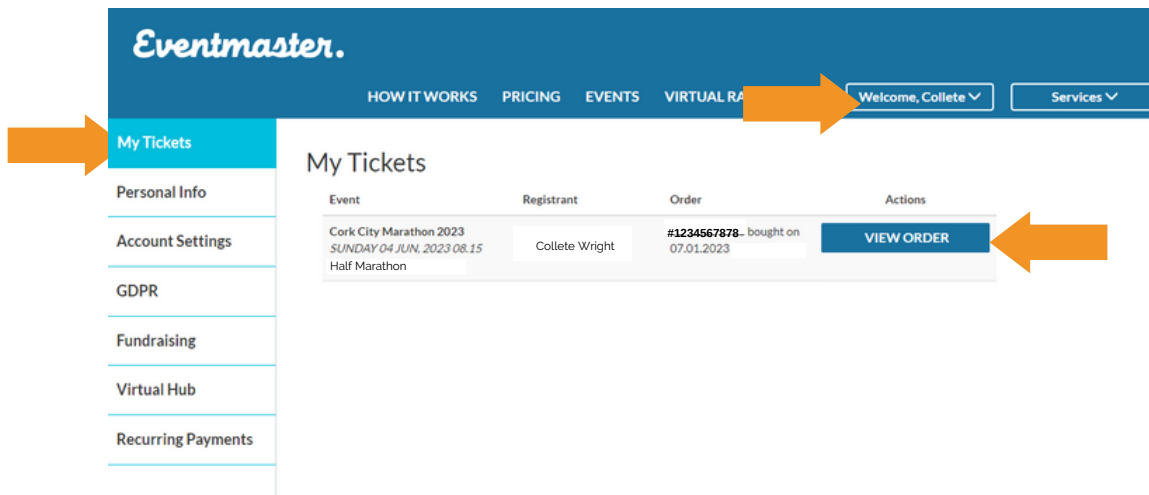 Eventmaster.
HOW IT WORKS PRICING EVENTS VIRTUAL RA Welcome, Collete Services
My Tickets
Personal Info
Account Settings
GDPR
Fundraising
Virtual Hub
Recurring Payments
My Tickets
Event Registrant Order Actions
Cork City Marathon 2023 #1234567878 bought on VIEW ORDER
SUNDAY 04 JUN, 2023 08.15 Collete Wright 07.01.2023
Half Marathon